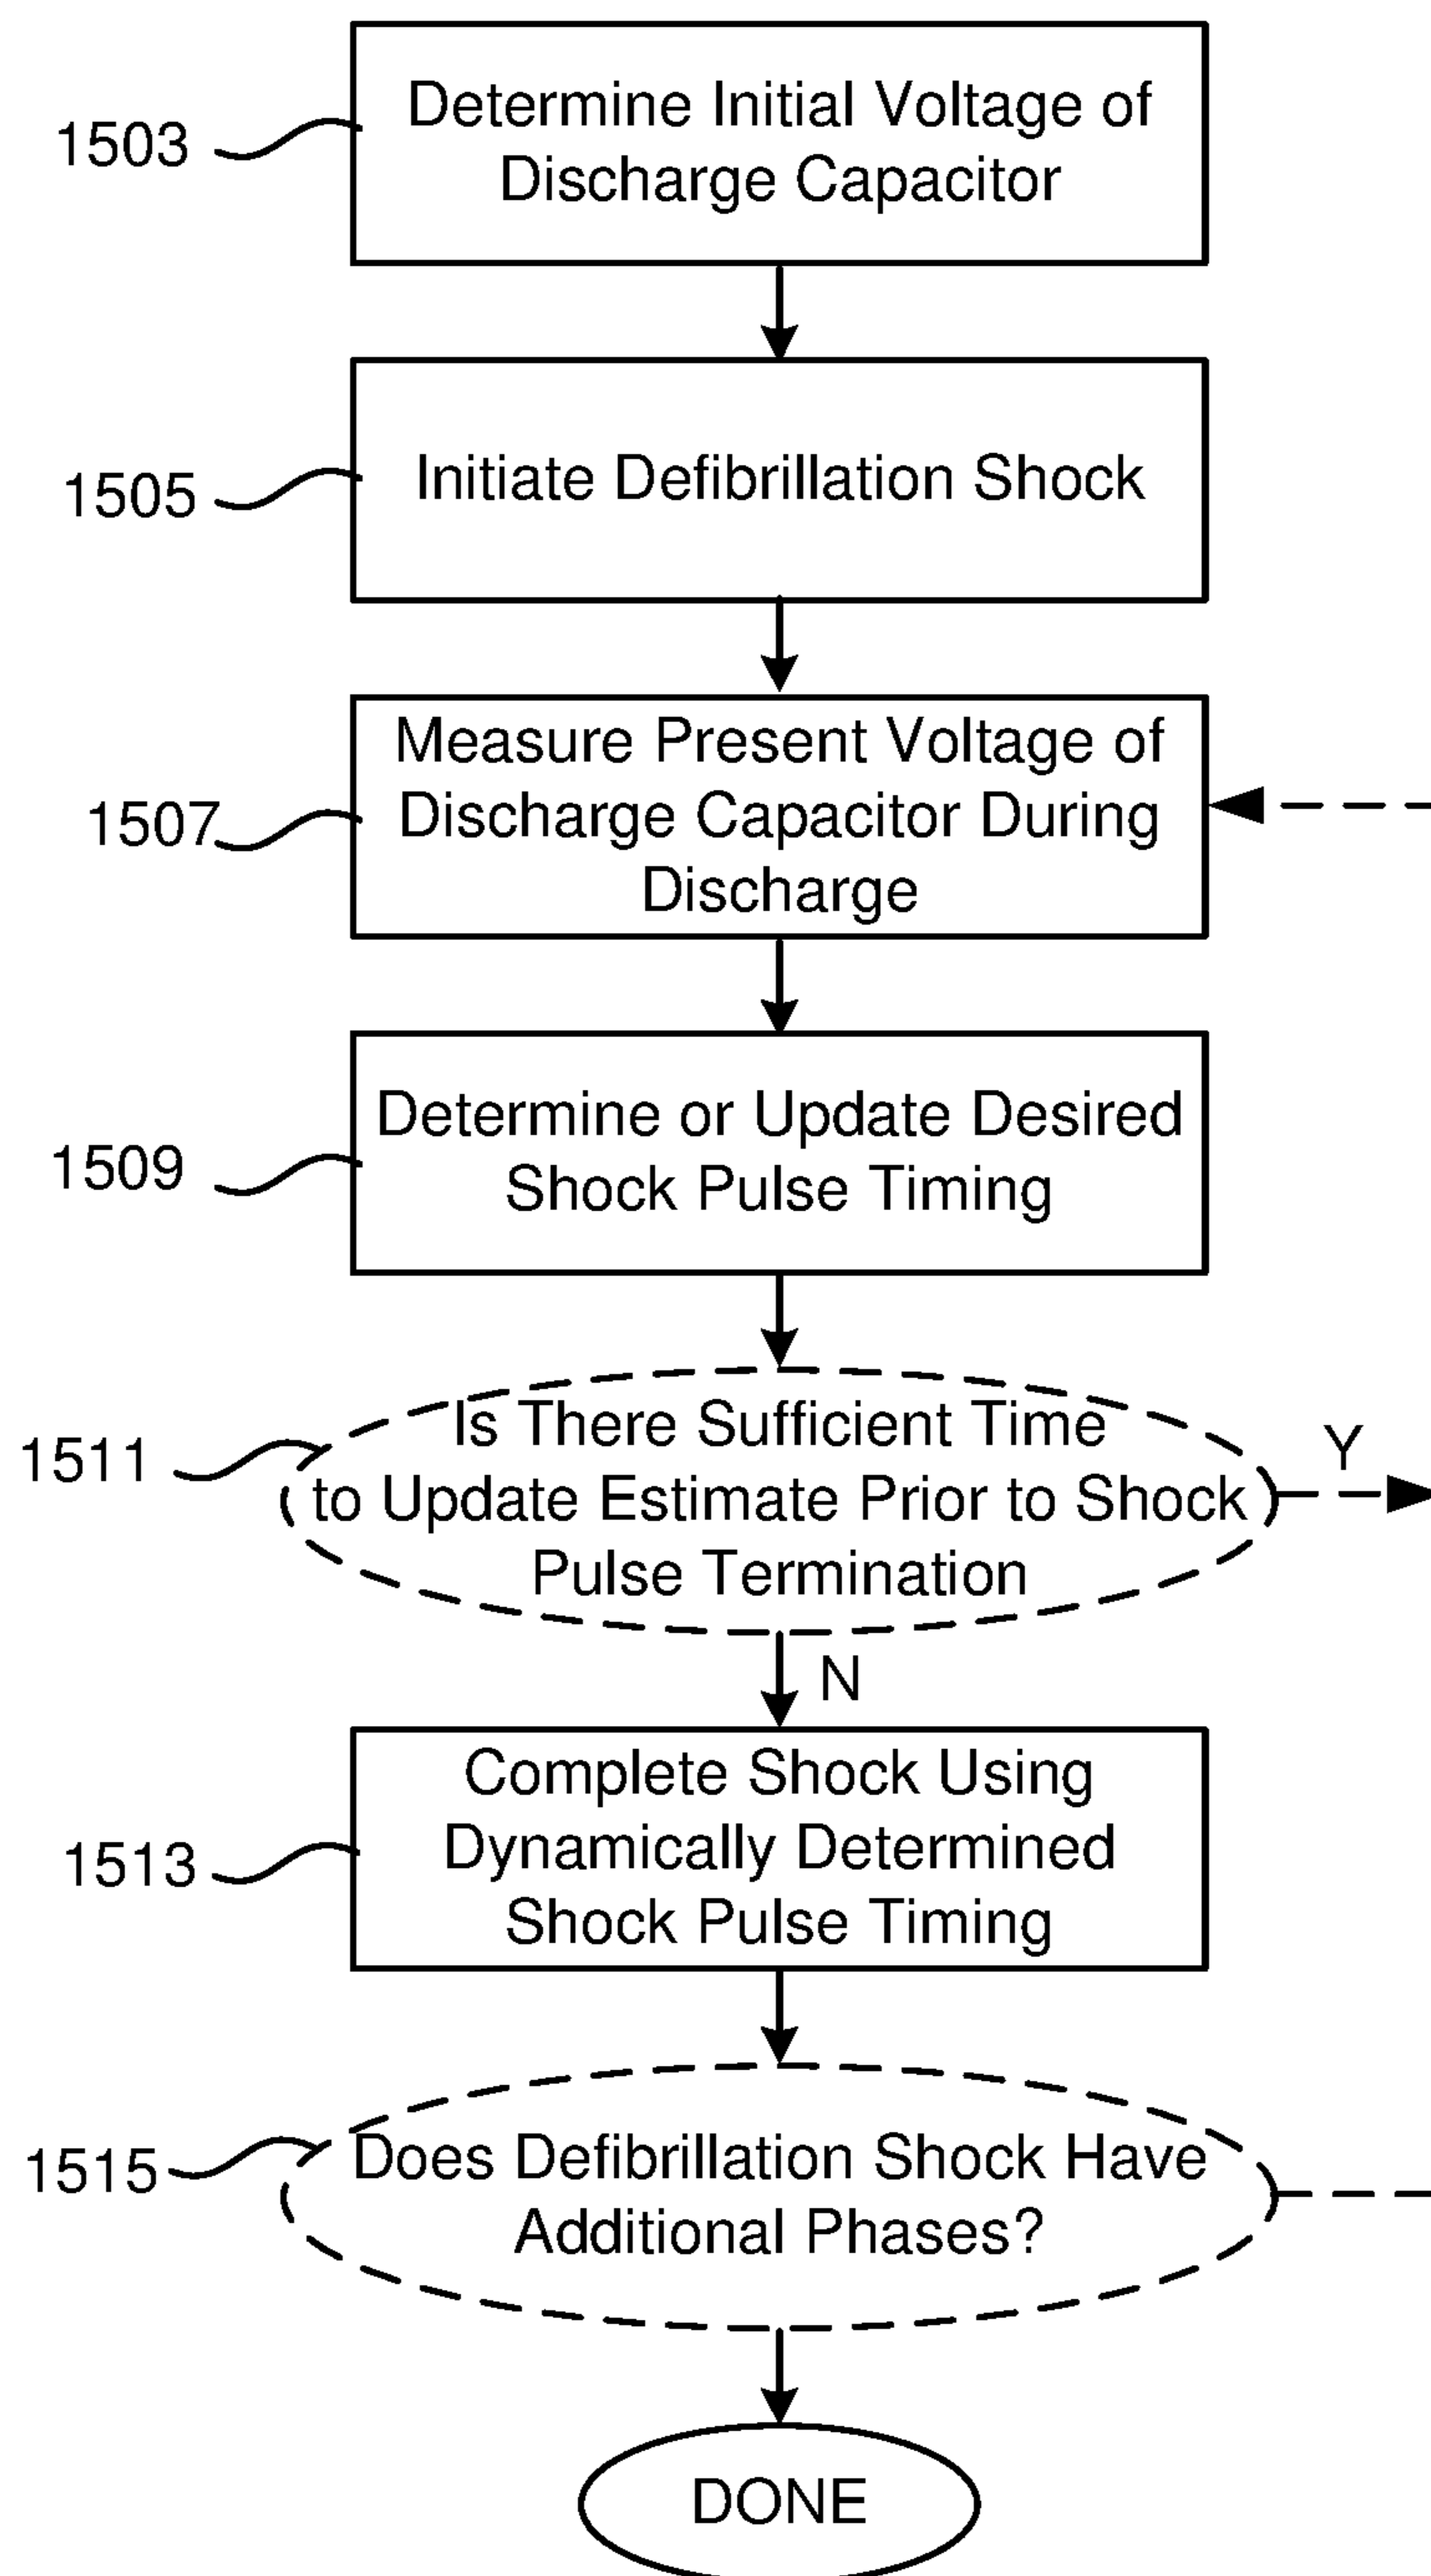 1503
Determine Initial Voltage of
Discharge Capacitor
1505
Initiate Defibrillation Shock
1507
Measure Present Voltage of
Discharge Capacitor During
Discharge
1509
Determine or Update Desired
Shock Pulse Timing
1511
Is There Sufficient Time
to Update Estimate Prior to Shock
Pulse Termination
Y
N
1513
Complete Shock Using
Dynamically Determined
Shock Pulse Timing
1515
Does Defibrillation Shock Have
Additional Phases?
DONE